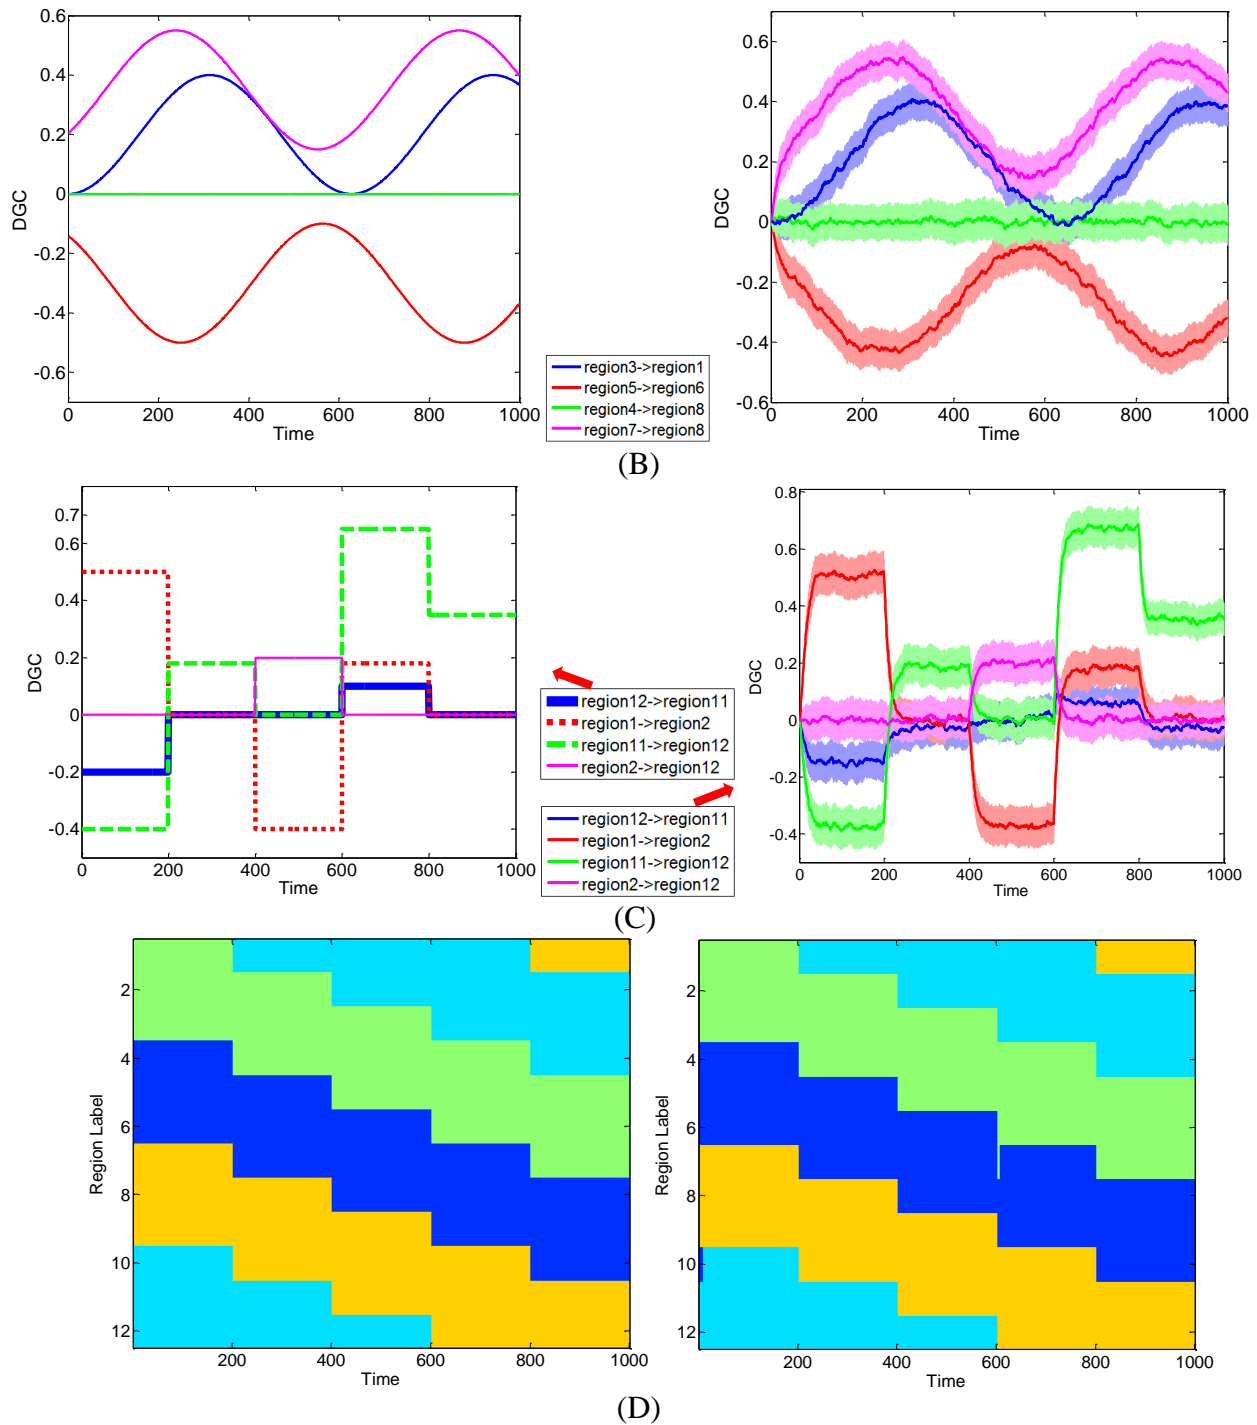 0.6
0.4
0.2
0
-0.2
-0.4
-0.6
DGC
0
200
400
600
800
1000
Time
region3->region1
region5->region6
region4->region8
region7->region8
0.6
0.4
0.2
0
-0.2
-0.4
-0.6
DGC
0
200
400
600
800
1000
Time
(B)
0.7
0.6
0.4
0.2
0
-0.2
-0.4
DGC
0
200
400
600
800
1000
Time
region12->region11
region1->region2
region11->region12
region2->region12
region12->region11
region1->region2
region11->region12
region2->region12
0.8
0.6
0.4
0.2
0
-0.2
-0.4
DGC
0
200
400
600
800
1000
Time
(C)
2
4
6
8
10
12
Region Label
200
400
600
800
1000
Time
2
4
6
8
10
12
Region Label
200
400
600
800
1000
Time
(D)